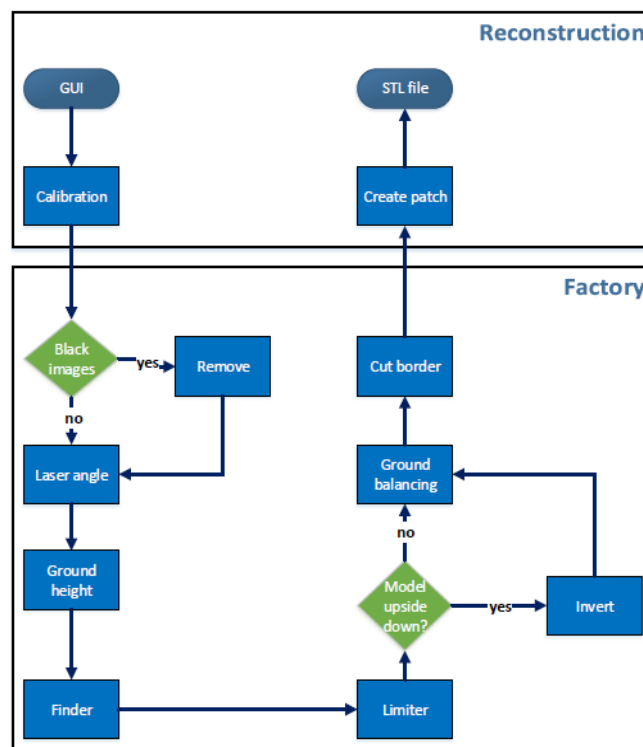 Reconstruction
GUI
STL file
Calibration
Create patch
Factory
Black
images
yes
Remove
Cut border
no
Laser angle
Ground
balancing
no
Ground
height
Model
upside
down?
yes
Invert
Finder
Limiter